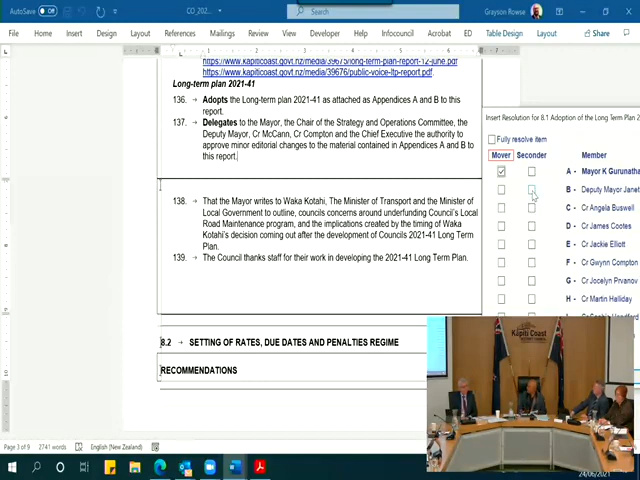 AutoSave Off CO_202...
Search
Grayson Rowse
Insert Draw Design Layout References Mailings Review View Developer Help Infocouncil Acrobat Table Design Layout
https://www.kapiticoast.govt.nz/media/39675/long-term-plan-report-12-june.pdf
https://www.kapiticoast.govt.nz/media/39676/public-voice-ltp-report.pdf.
Long-term plan 2021-41
136. Adopts the Long-term plan 2021-41 as attached as Appendices A and B to this
report.
137. Delegates to the Mayor, the Chair of the Strategy and Operations Committee, the
Deputy Mayor, Cr McCann, Cr Compton and the Chief Executive the authority to
approve minor editorial changes to the material contained in Appendices A and B to
this report.
138. That the Mayor writes to Waka Kotahi, The Minister of Transport and the Minister of
Local Government to outline, councils concerns around underfunding Council's Local
Road Maintenance program, and the implications created by the timing of Waka
Kotahi's decision coming out after the development of Councils 2021-41 Long Term
Plan.
139. The Council thanks staff for their work in developing the 2021-41 Long Term Plan.
8.2 SETTING OF RATES, DUE DATES AND PENALTIES REGIME
RECOMMENDATIONS
Insert Resolution for 8.1 Adoption of the Long Term Plan 2
Fully resolve item
Mover Seconder Member
A - Mayor K Gurunatha
B - Deputy Mayor Janet
C - Cr Angela Buswell
D - Cr James Cootes
E - Cr Jackie Elliott
F - Cr Gwynn Compton
G - Cr Jocelyn Prvanov
H - Cr Martin Halliday
Kapiti Coast
Page 3 of 9 2741 words English (New Zealand)
24/06/2021